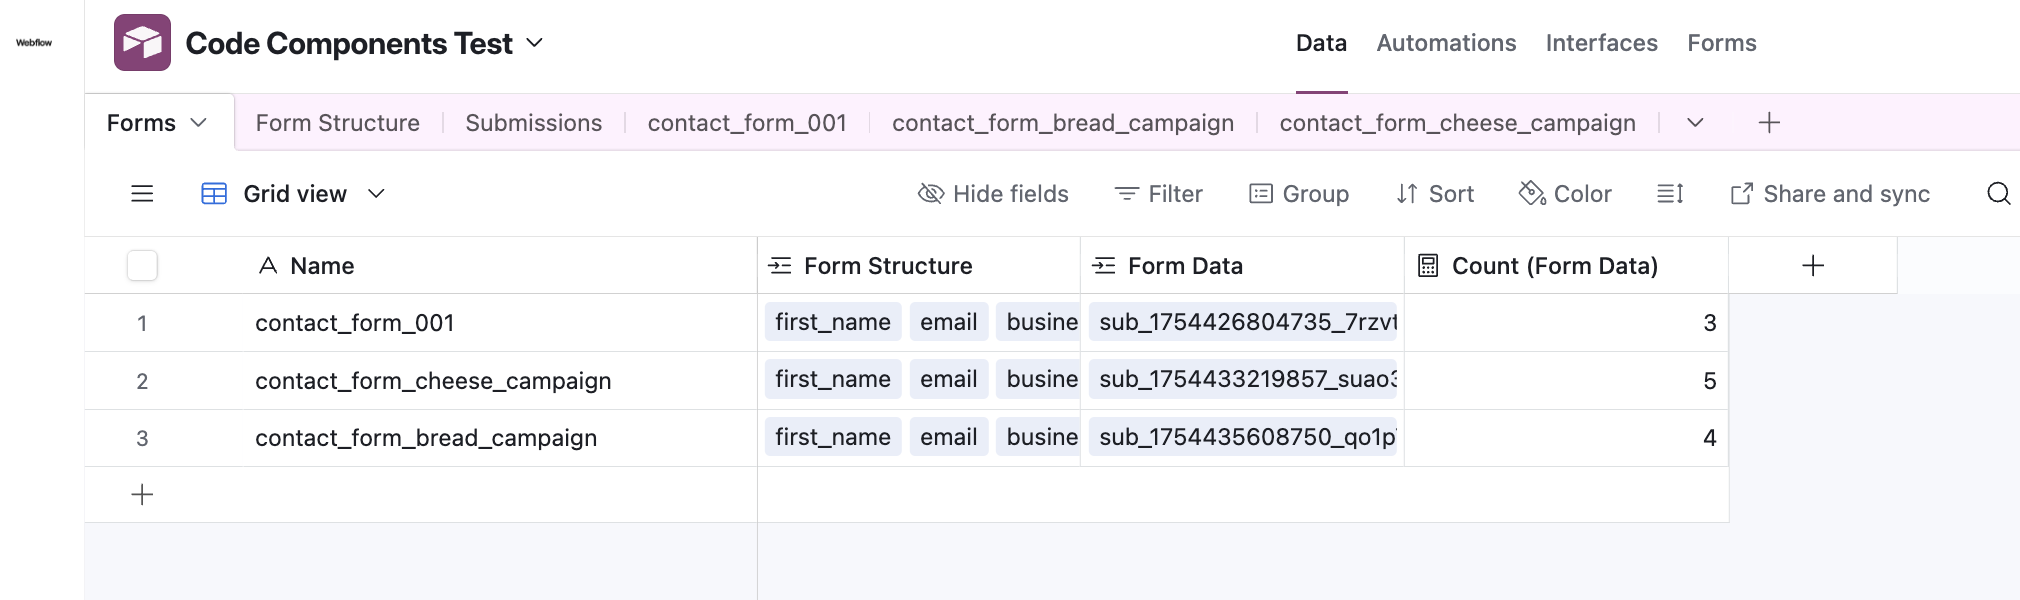 Webflow
Code Components Test
Data Automations Interfaces Forms
Forms Form Structure Submissions contact_form_001 contact_form_bread_campaign contact_form_cheese_campaign
Grid view Hide fields Filter Group Sort Color Share and sync
Name Form Structure Form Data Count (Form Data)
1 contact_form_001 first_name email busine sub_1754426804735_7rzvt 3
2 contact_form_cheese_campaign first_name email busine sub_1754433219857_suao3 5
3 contact_form_bread_campaign first_name email busine sub_1754435608750_qo1p 4